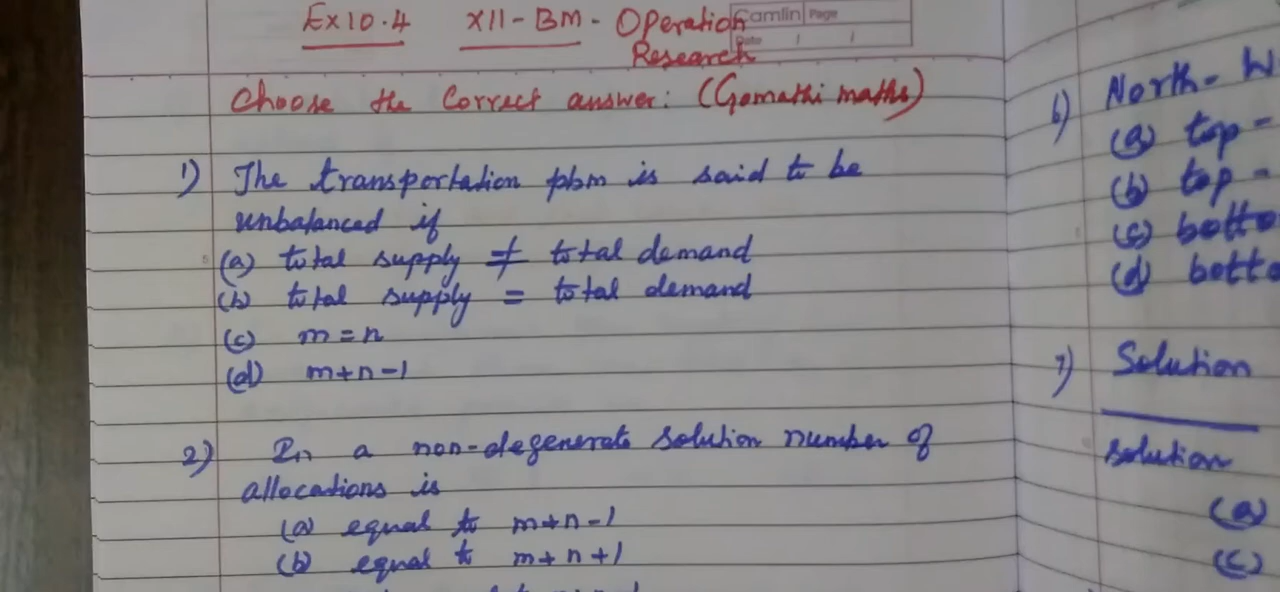 Ex 10.4 XII - BM - Operation
Research
Camlin Page
Date / /
Choose the Correct answer: (Gomathi maths)
1) The transportation pbm is said to be
unbalanced if
(a) total supply ≠ total demand
(b) total supply = total demand
(c) m = n
(d) m+n-1
2) In a non-degenerate solution number of
allocations is
(a) equal to m+n-1
(b) equal to m+n+1
6) North-W
(a) top -
(b) top -
(c) botto
(d) botto
7) Solution
solution
(a)
(c)